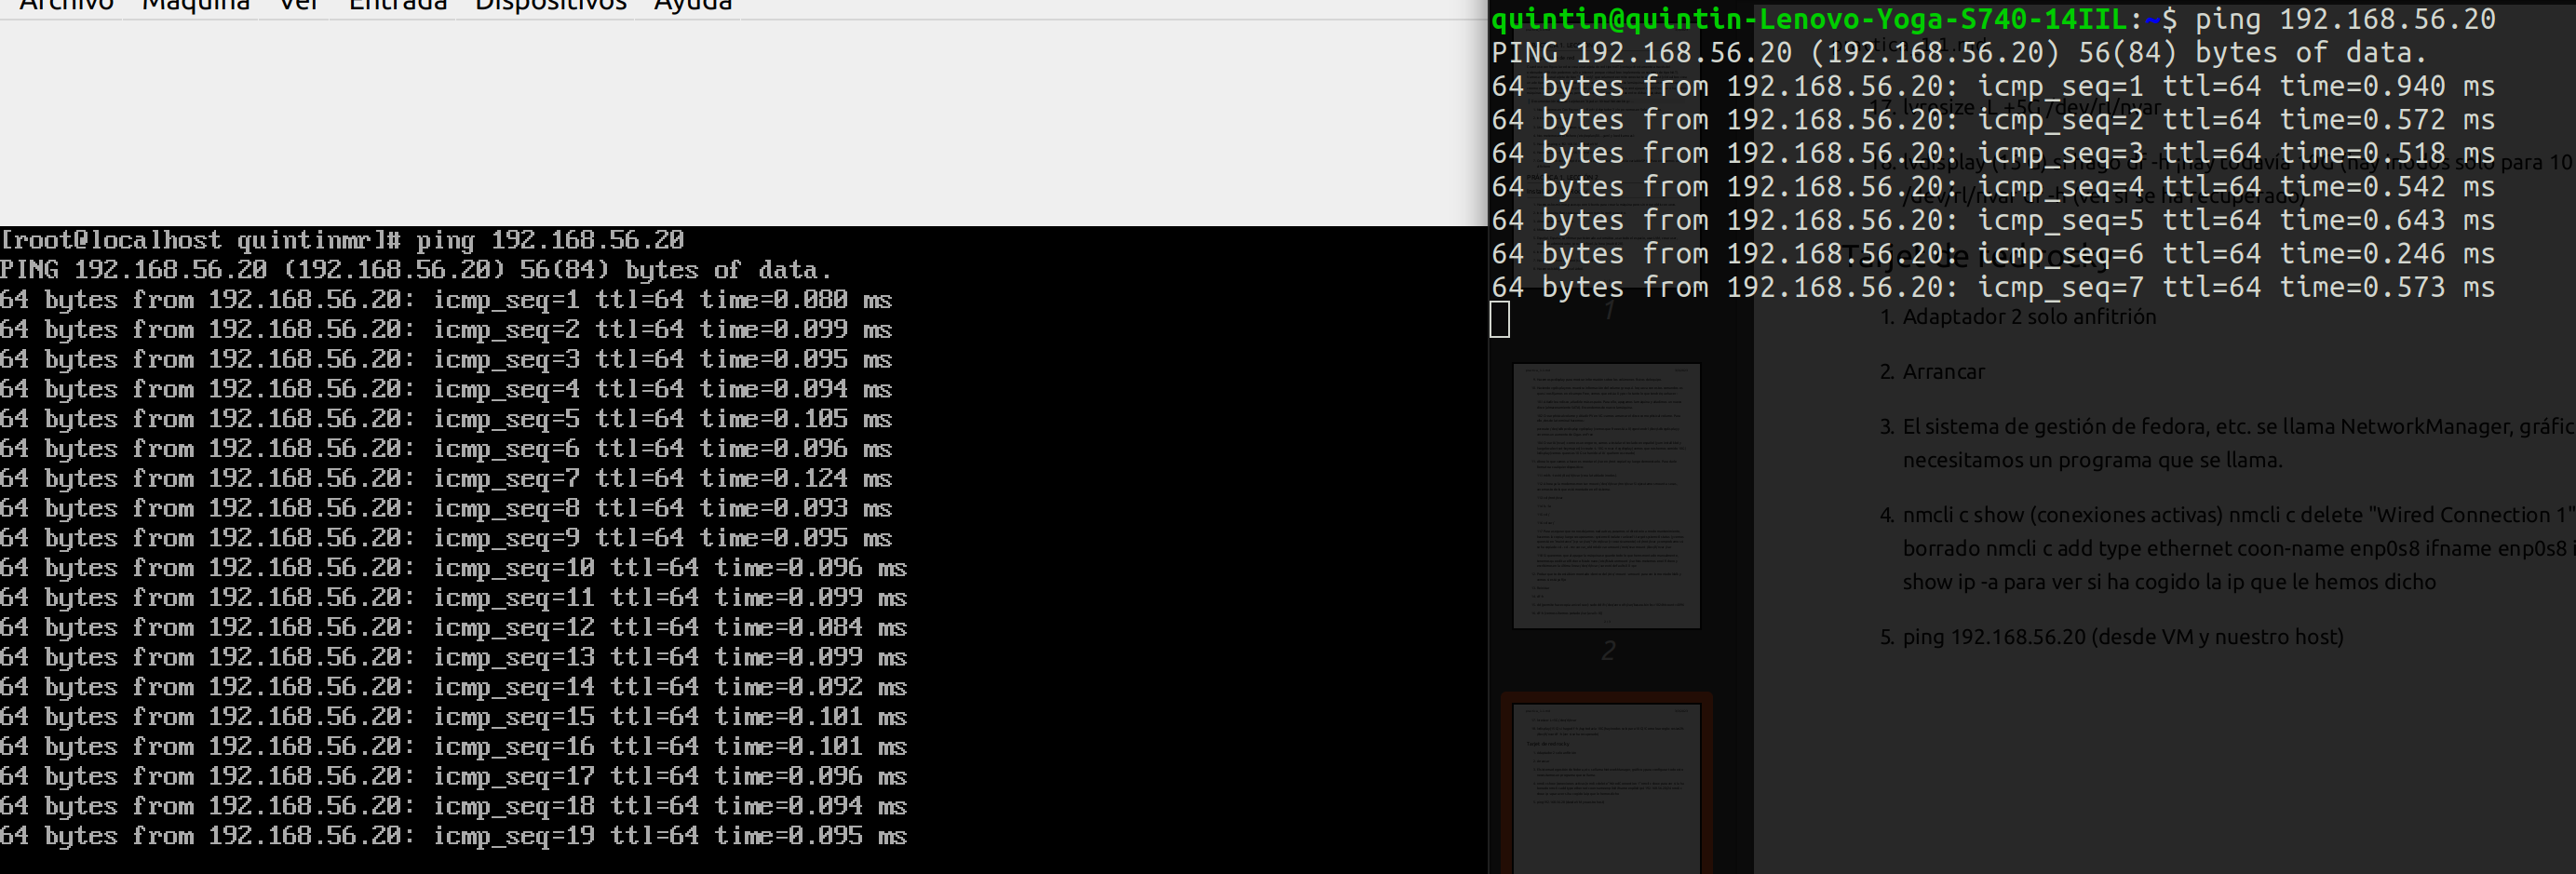 Archivo Máquina Ver Entrada Dispositivos Ayuda
[root@localhost quintinmr]# ping 192.168.56.20
PING 192.168.56.20 (192.168.56.20) 56(84) bytes of data.
64 bytes from 192.168.56.20: icmp_seq=1 ttl=64 time=0.080 ms
64 bytes from 192.168.56.20: icmp_seq=2 ttl=64 time=0.099 ms
64 bytes from 192.168.56.20: icmp_seq=3 ttl=64 time=0.095 ms
64 bytes from 192.168.56.20: icmp_seq=4 ttl=64 time=0.094 ms
64 bytes from 192.168.56.20: icmp_seq=5 ttl=64 time=0.105 ms
64 bytes from 192.168.56.20: icmp_seq=6 ttl=64 time=0.096 ms
64 bytes from 192.168.56.20: icmp_seq=7 ttl=64 time=0.124 ms
64 bytes from 192.168.56.20: icmp_seq=8 ttl=64 time=0.093 ms
64 bytes from 192.168.56.20: icmp_seq=9 ttl=64 time=0.095 ms
64 bytes from 192.168.56.20: icmp_seq=10 ttl=64 time=0.096 ms
64 bytes from 192.168.56.20: icmp_seq=11 ttl=64 time=0.099 ms
64 bytes from 192.168.56.20: icmp_seq=12 ttl=64 time=0.084 ms
64 bytes from 192.168.56.20: icmp_seq=13 ttl=64 time=0.099 ms
64 bytes from 192.168.56.20: icmp_seq=14 ttl=64 time=0.092 ms
64 bytes from 192.168.56.20: icmp_seq=15 ttl=64 time=0.101 ms
64 bytes from 192.168.56.20: icmp_seq=16 ttl=64 time=0.101 ms
64 bytes from 192.168.56.20: icmp_seq=17 ttl=64 time=0.096 ms
64 bytes from 192.168.56.20: icmp_seq=18 ttl=64 time=0.094 ms
64 bytes from 192.168.56.20: icmp_seq=19 ttl=64 time=0.095 ms
quintin@quintin-Lenovo-Yoga-S740-14IIL:~$ ping 192.168.56.20
PING 192.168.56.20 (192.168.56.20) 56(84) bytes of data.
64 bytes from 192.168.56.20: icmp_seq=1 ttl=64 time=0.940 ms
64 bytes from 192.168.56.20: icmp_seq=2 ttl=64 time=0.572 ms
64 bytes from 192.168.56.20: icmp_seq=3 ttl=64 time=0.518 ms
64 bytes from 192.168.56.20: icmp_seq=4 ttl=64 time=0.542 ms
64 bytes from 192.168.56.20: icmp_seq=5 ttl=64 time=0.643 ms
64 bytes from 192.168.56.20: icmp_seq=6 ttl=64 time=0.246 ms
64 bytes from 192.168.56.20: icmp_seq=7 ttl=64 time=0.573 ms
17. lvresize -L +5G /dev/rl/nvar
1
2
1. Adaptador 2 solo anfitrión
2. Arrancar
3. El sistema de gestión de fedora, etc. se llama NetworkManager, gráfic
necesitamos un programa que se llama.
4. nmcli c show (conexiones activas) nmcli c delete "Wired Connection 1"
borrado nmcli c add type ethernet coon-name enp0s8 ifname enp0s8 i
show ip -a para ver si ha cogido la ip que le hemos dicho
5. ping 192.168.56.20 (desde VM y nuestro host)